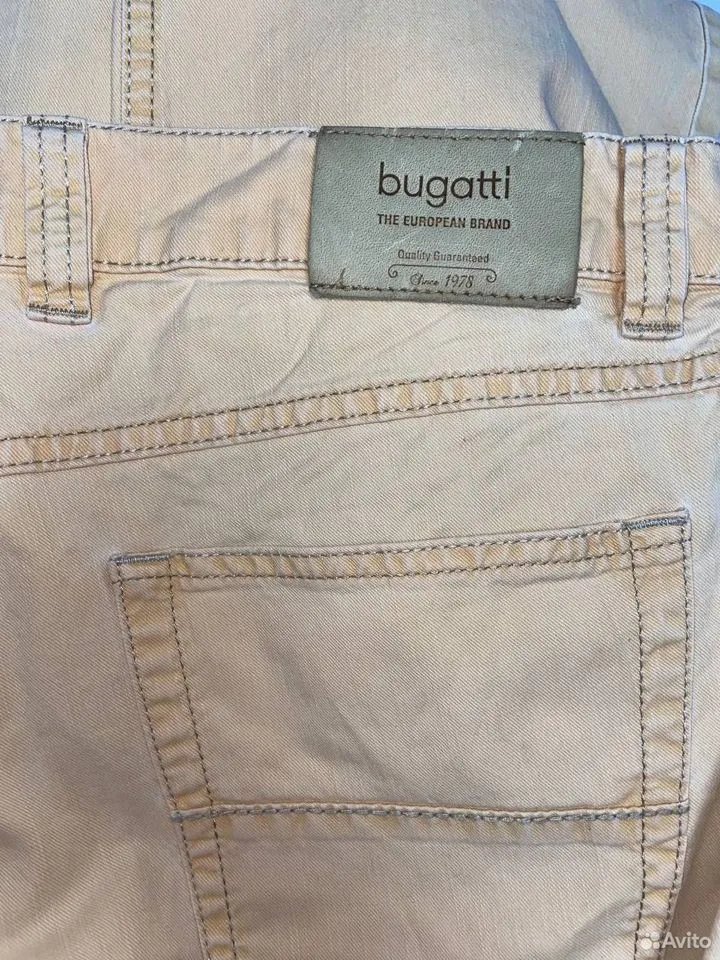 bugatti
THE EUROPEAN BRAND
Quality Guaranteed
Since 1978
Avito